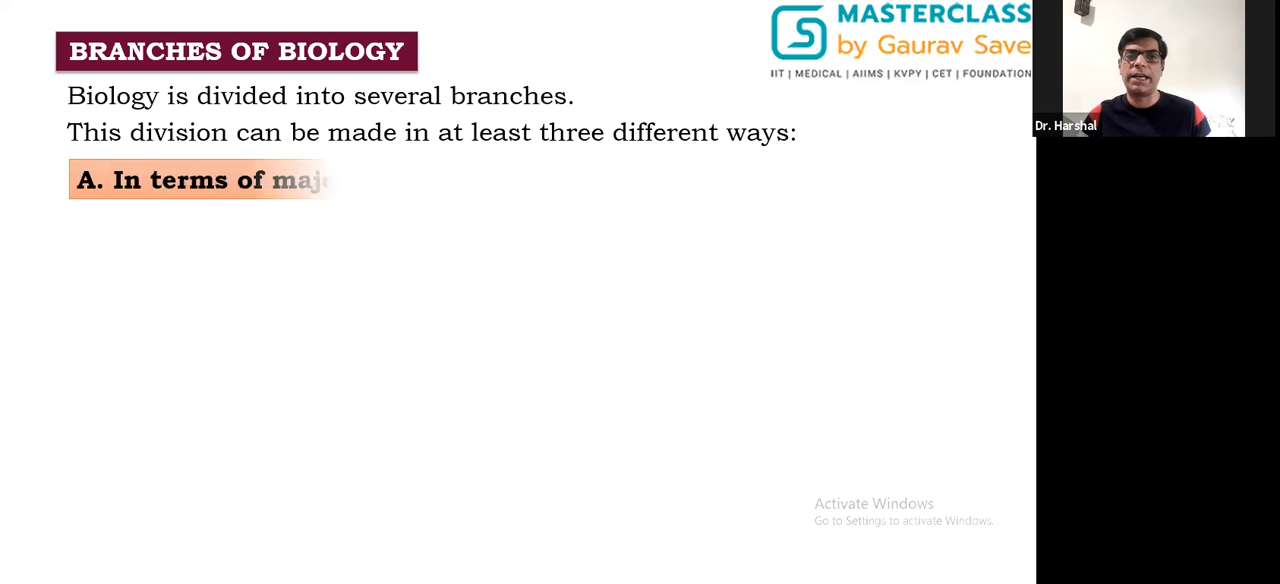 BRANCHES OF BIOLOGY
Biology is divided into several branches.
This division can be made in at least three different ways:
A. In terms of
MASTERCLASS
by Gaurav Save
IIT | MEDICAL | AIIMS | KVPY | CET | FOUNDATION
Dr. Harshal
Activate Windows
Go to Settings to activate Windows.